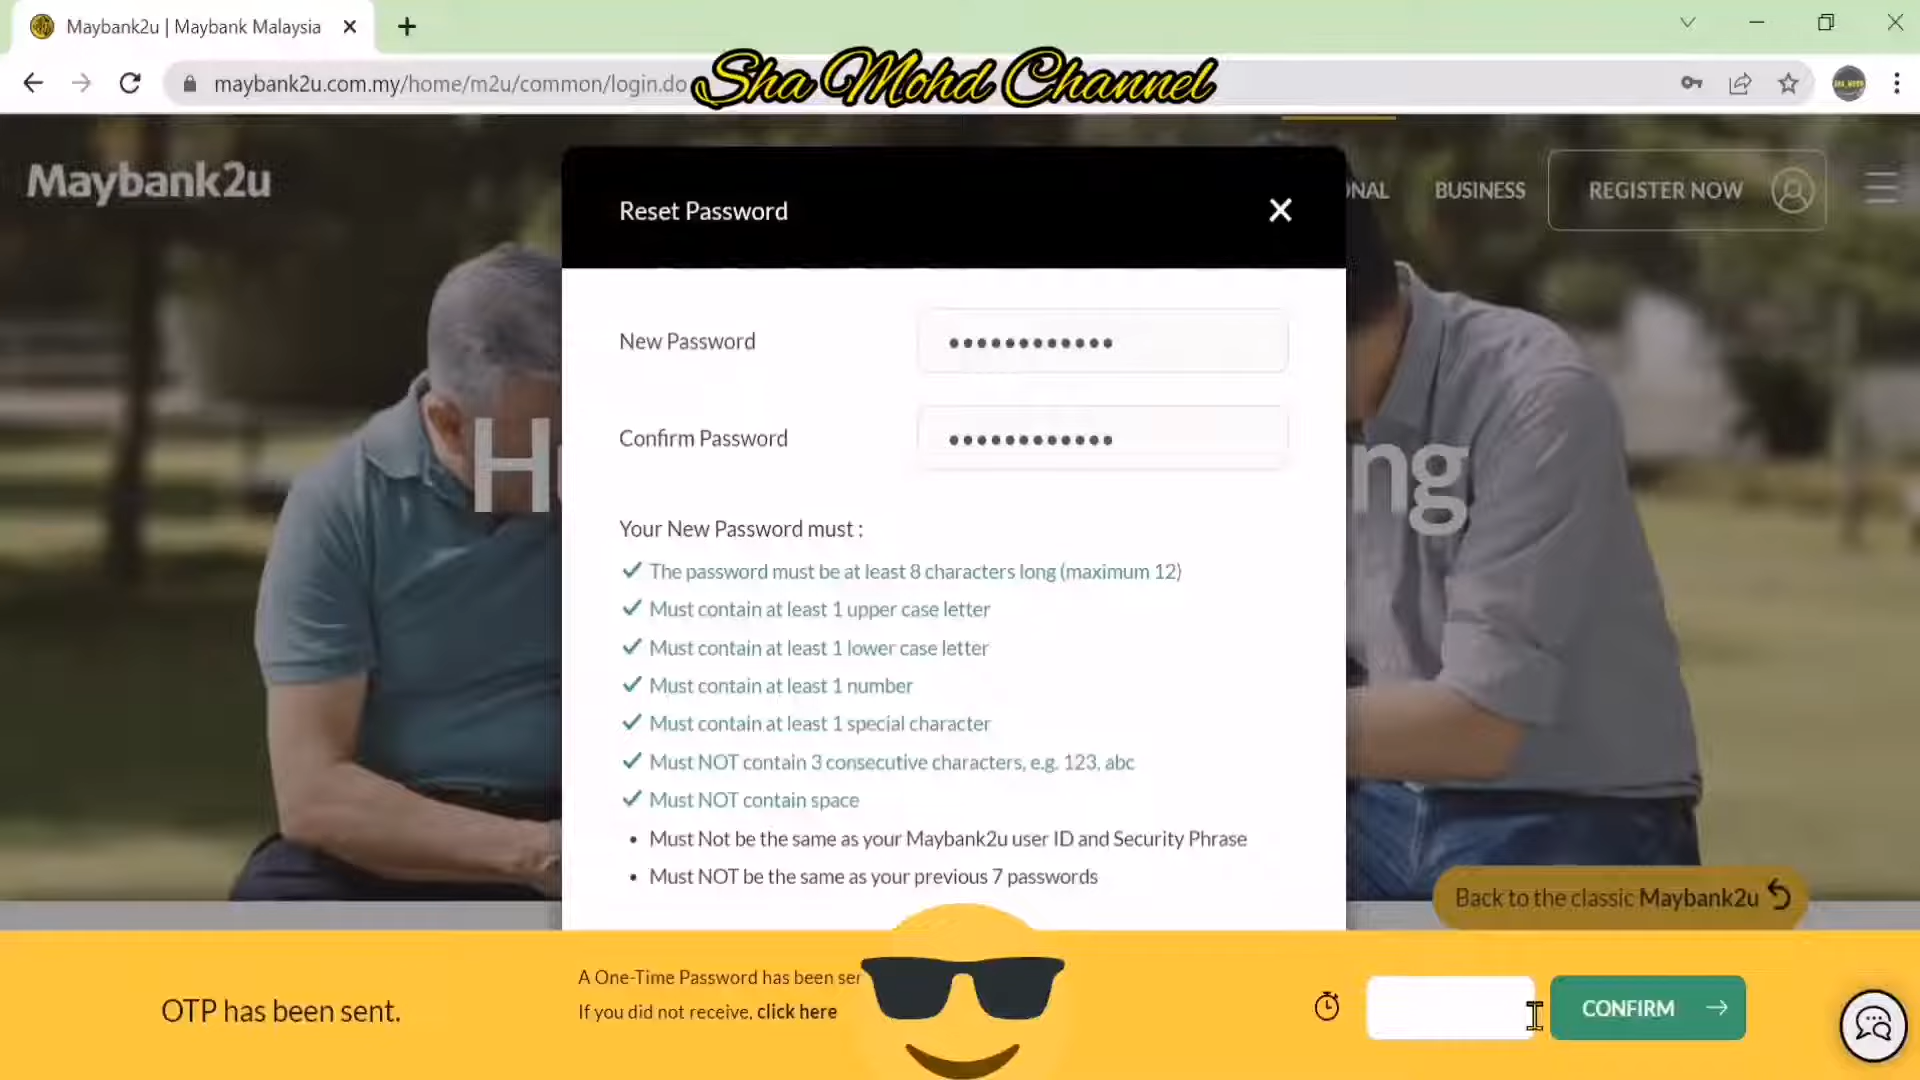 Maybank2u | Maybank Malaysia
maybank2u.com.my/home/m2u/common/login.do
Sha Mohd Channel
Maybank2u
Reset Password
ONAL
BUSINESS
REGISTER NOW
New Password
••••••••••••
Confirm Password
••••••••••••
H
ng
Your New Password must :
The password must be at least 8 characters long (maximum 12)
Must contain at least 1 upper case letter
Must contain at least 1 lower case letter
Must contain at least 1 number
Must contain at least 1 special character
Must NOT contain 3 consecutive characters, e.g. 123, abc
Must NOT contain space
• Must Not be the same as your Maybank2u user ID and Security Phrase
• Must NOT be the same as your previous 7 passwords
Back to the classic Maybank2u
OTP has been sent.
A One-Time Password has been ser
If you did not receive, click here
CONFIRM